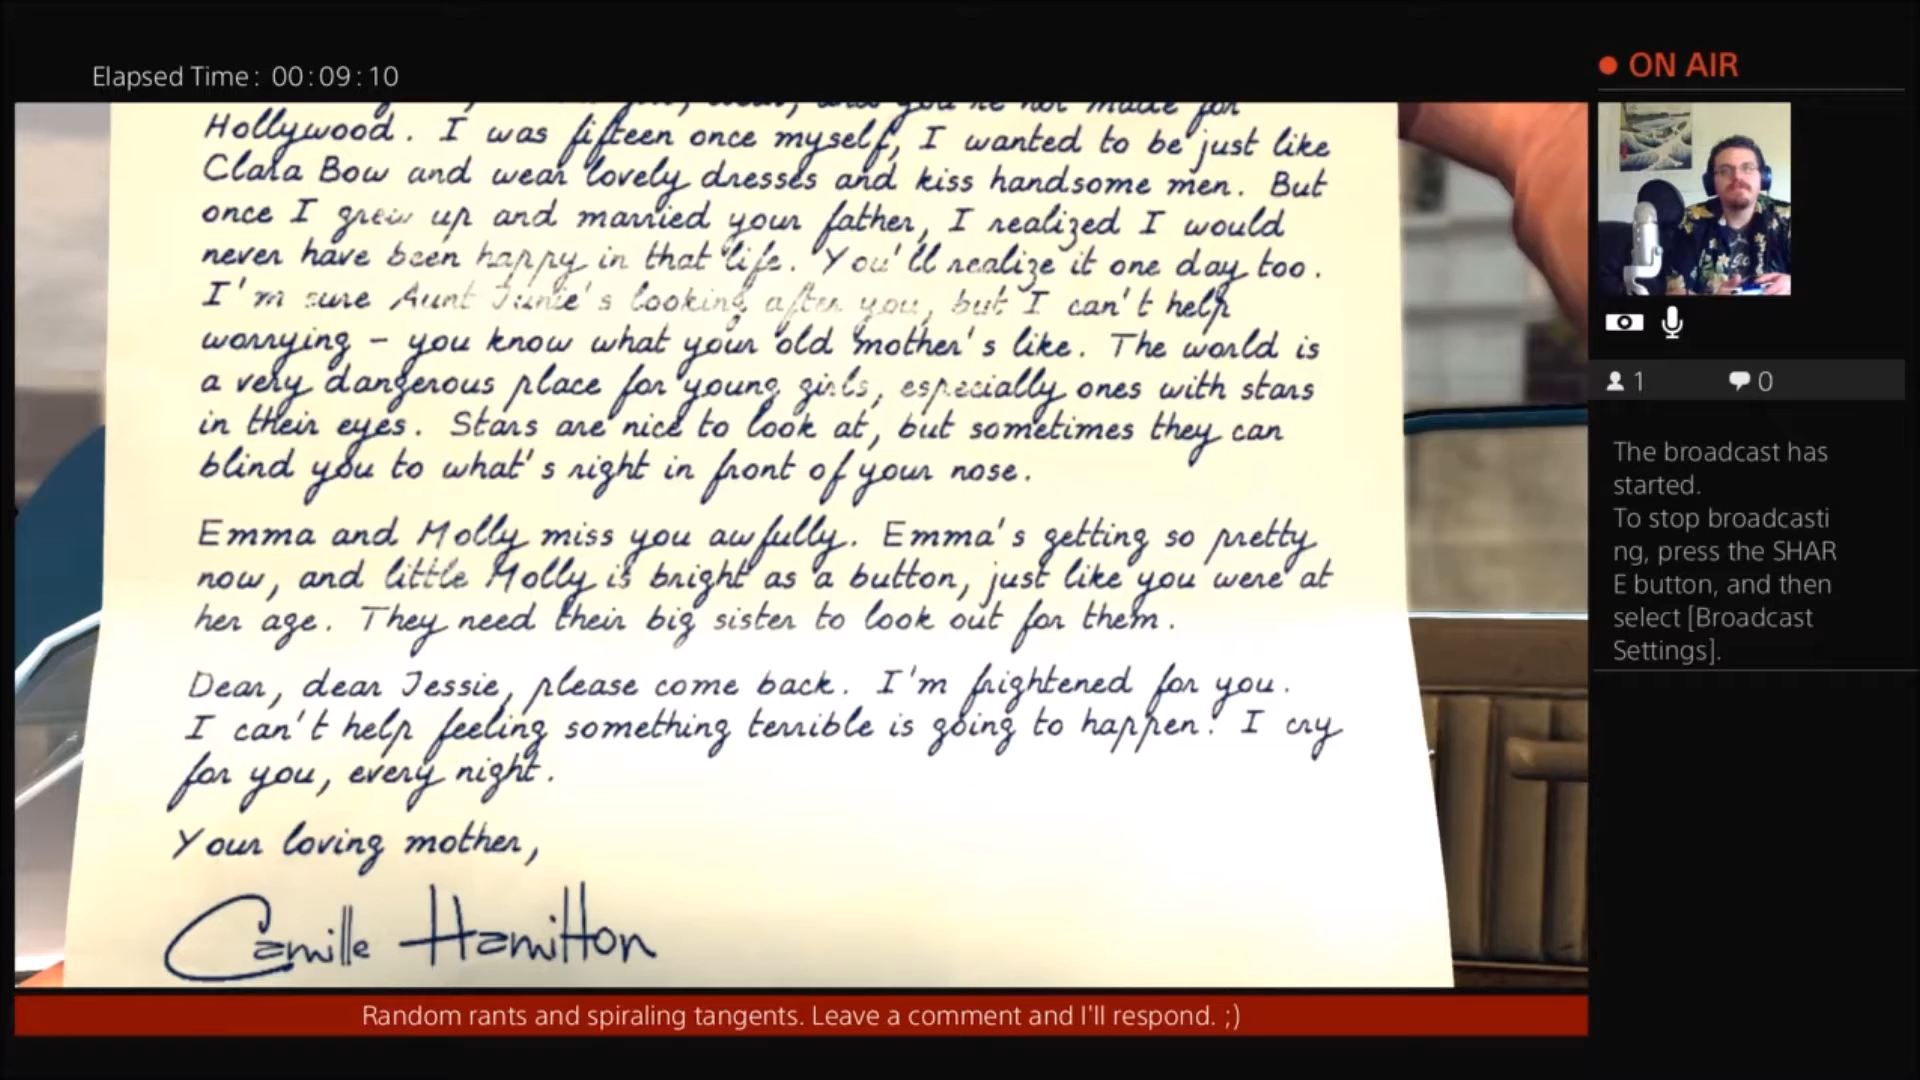 Elapsed Time: 00:09:10
ON AIR
you're not made for
Hollywood. I was fifteen once myself, I wanted to be just like
Clara Bow and wear lovely dresses and kiss handsome men. But
once I grew up and married your father, I realized I would
never have been happy in that life. You'll realize it one day too.
I'm sure Aunt Junie's looking after you, but I can't help
worrying - you know what your old mother's like. The world is
a very dangerous place for young girls, especially ones with stars
in their eyes. Stars are nice to look at, but sometimes they can
blind you to what's right in front of your nose.
Emma and Molly miss you awfully. Emma's getting so pretty
now, and little Molly is bright as a button, just like you were at
her age. They need their big sister to look out for them.
Dear, dear Jessie, please come back. I'm frightened for you.
I can't help feeling something terrible is going to happen. I cry
for you, every night.
Your loving mother,
Camille Hamilton
1
0
The broadcast has
started.
To stop broadcasti
ng, press the SHAR
E button, and then
select [Broadcast
Settings].
Random rants and spiraling tangents. Leave a comment and I'll respond. ;)